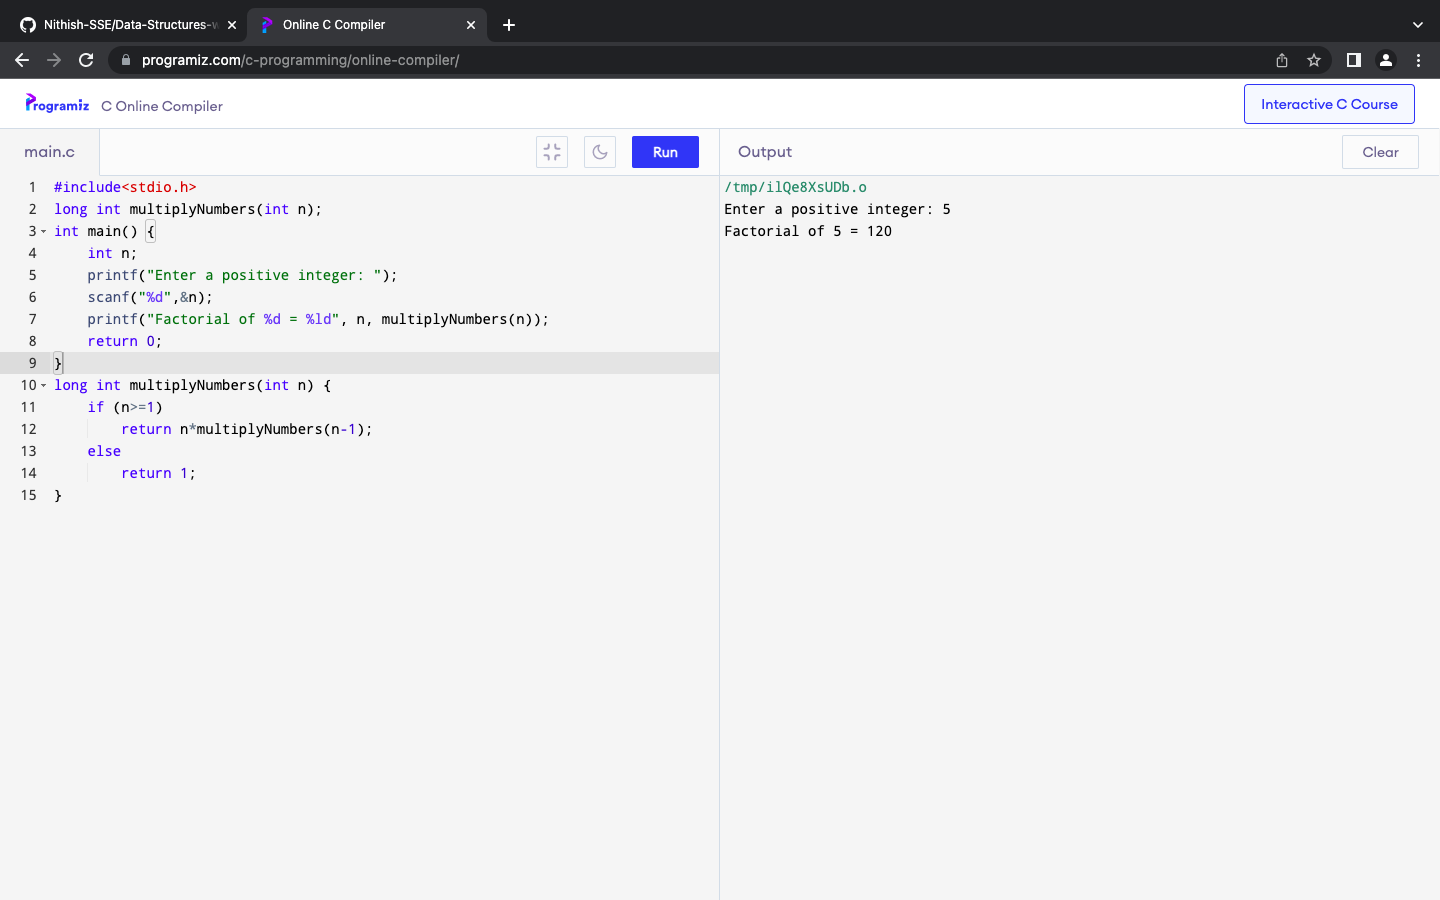 Nithish-SSE/Data-Structures-w
Online C Compiler
programiz.com/c-programming/online-compiler/
Programiz
C Online Compiler
Interactive C Course
main.c
Run
Output
Clear
1 #include<stdio.h>
2 long int multiplyNumbers(int n);
3 int main() {
4     int n;
5     printf("Enter a positive integer: ");
6     scanf("%d",&n);
7     printf("Factorial of %d = %ld", n, multiplyNumbers(n));
8     return 0;
9 }
10 long int multiplyNumbers(int n) {
11     if (n>=1)
12         return n*multiplyNumbers(n-1);
13     else
14         return 1;
15 }
/tmp/ilQe8XsUDb.o
Enter a positive integer: 5
Factorial of 5 = 120